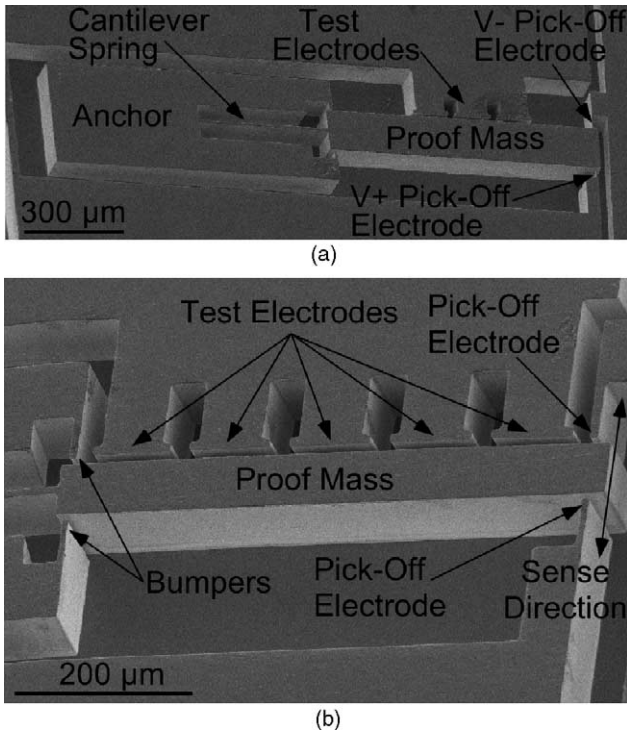 Cantilever
Spring
Test
Electrodes
V- Pick-Off
Electrode
Anchor
Proof Mass
V+ Pick-Off
Electrode
300 µm
(a)
Test Electrodes
Pick-Off
Electrode
Proof Mass
Bumpers
Pick-Off
Electrode
Sense
Direction
200 µm
(b)